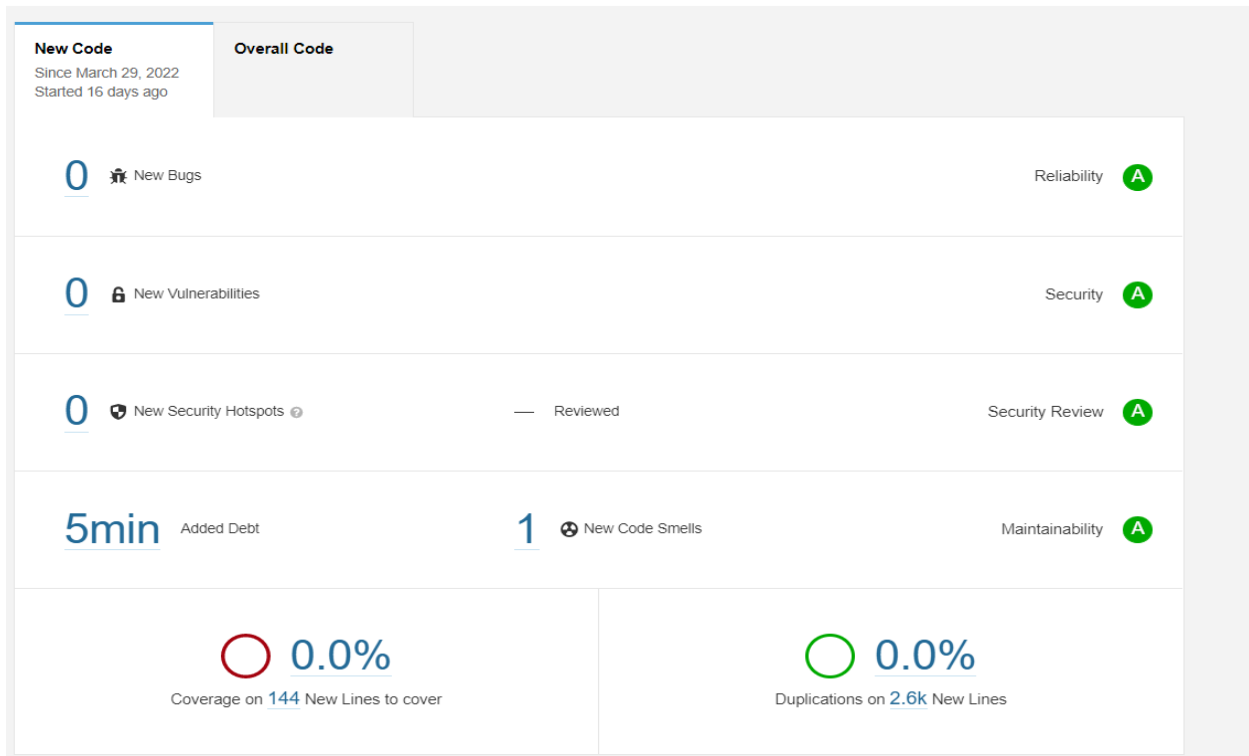 New Code
Since March 29, 2022
Started 16 days ago
Overall Code
0 New Bugs
Reliability A
0 New Vulnerabilities
Security A
0 New Security Hotspots ?
— Reviewed
Security Review A
5min Added Debt
1 New Code Smells
Maintainability A
0.0%
Coverage on 144 New Lines to cover
0.0%
Duplications on 2.6k New Lines